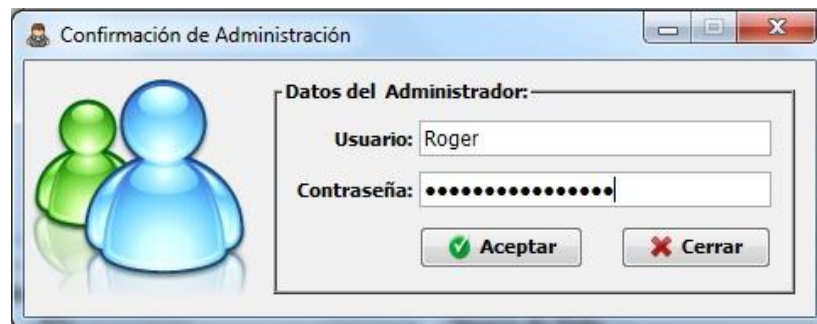 Confirmación de Administración
Datos del Administrador:
Usuario: Roger
Contraseña: ••••••••••••••••
Aceptar Cerrar